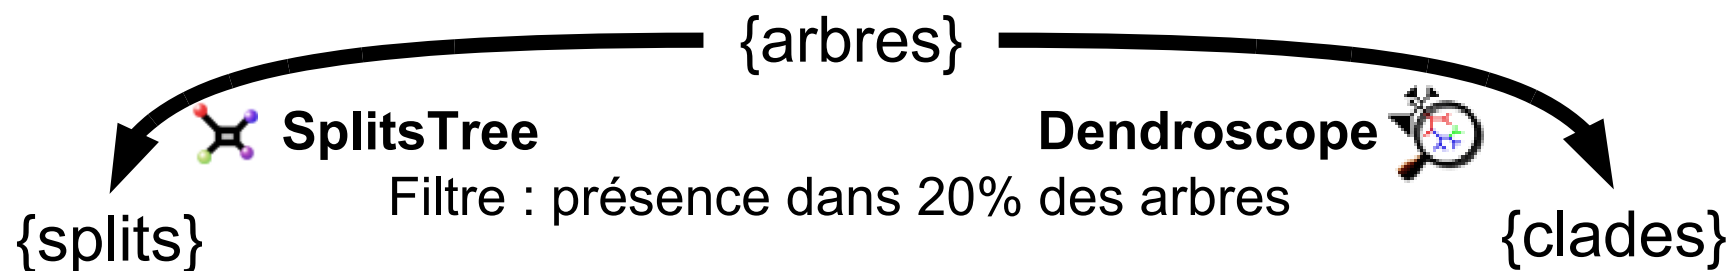 {arbres}
SplitsTree
Dendroscope
Filtre : présence dans 20% des arbres
{splits}
{clades}